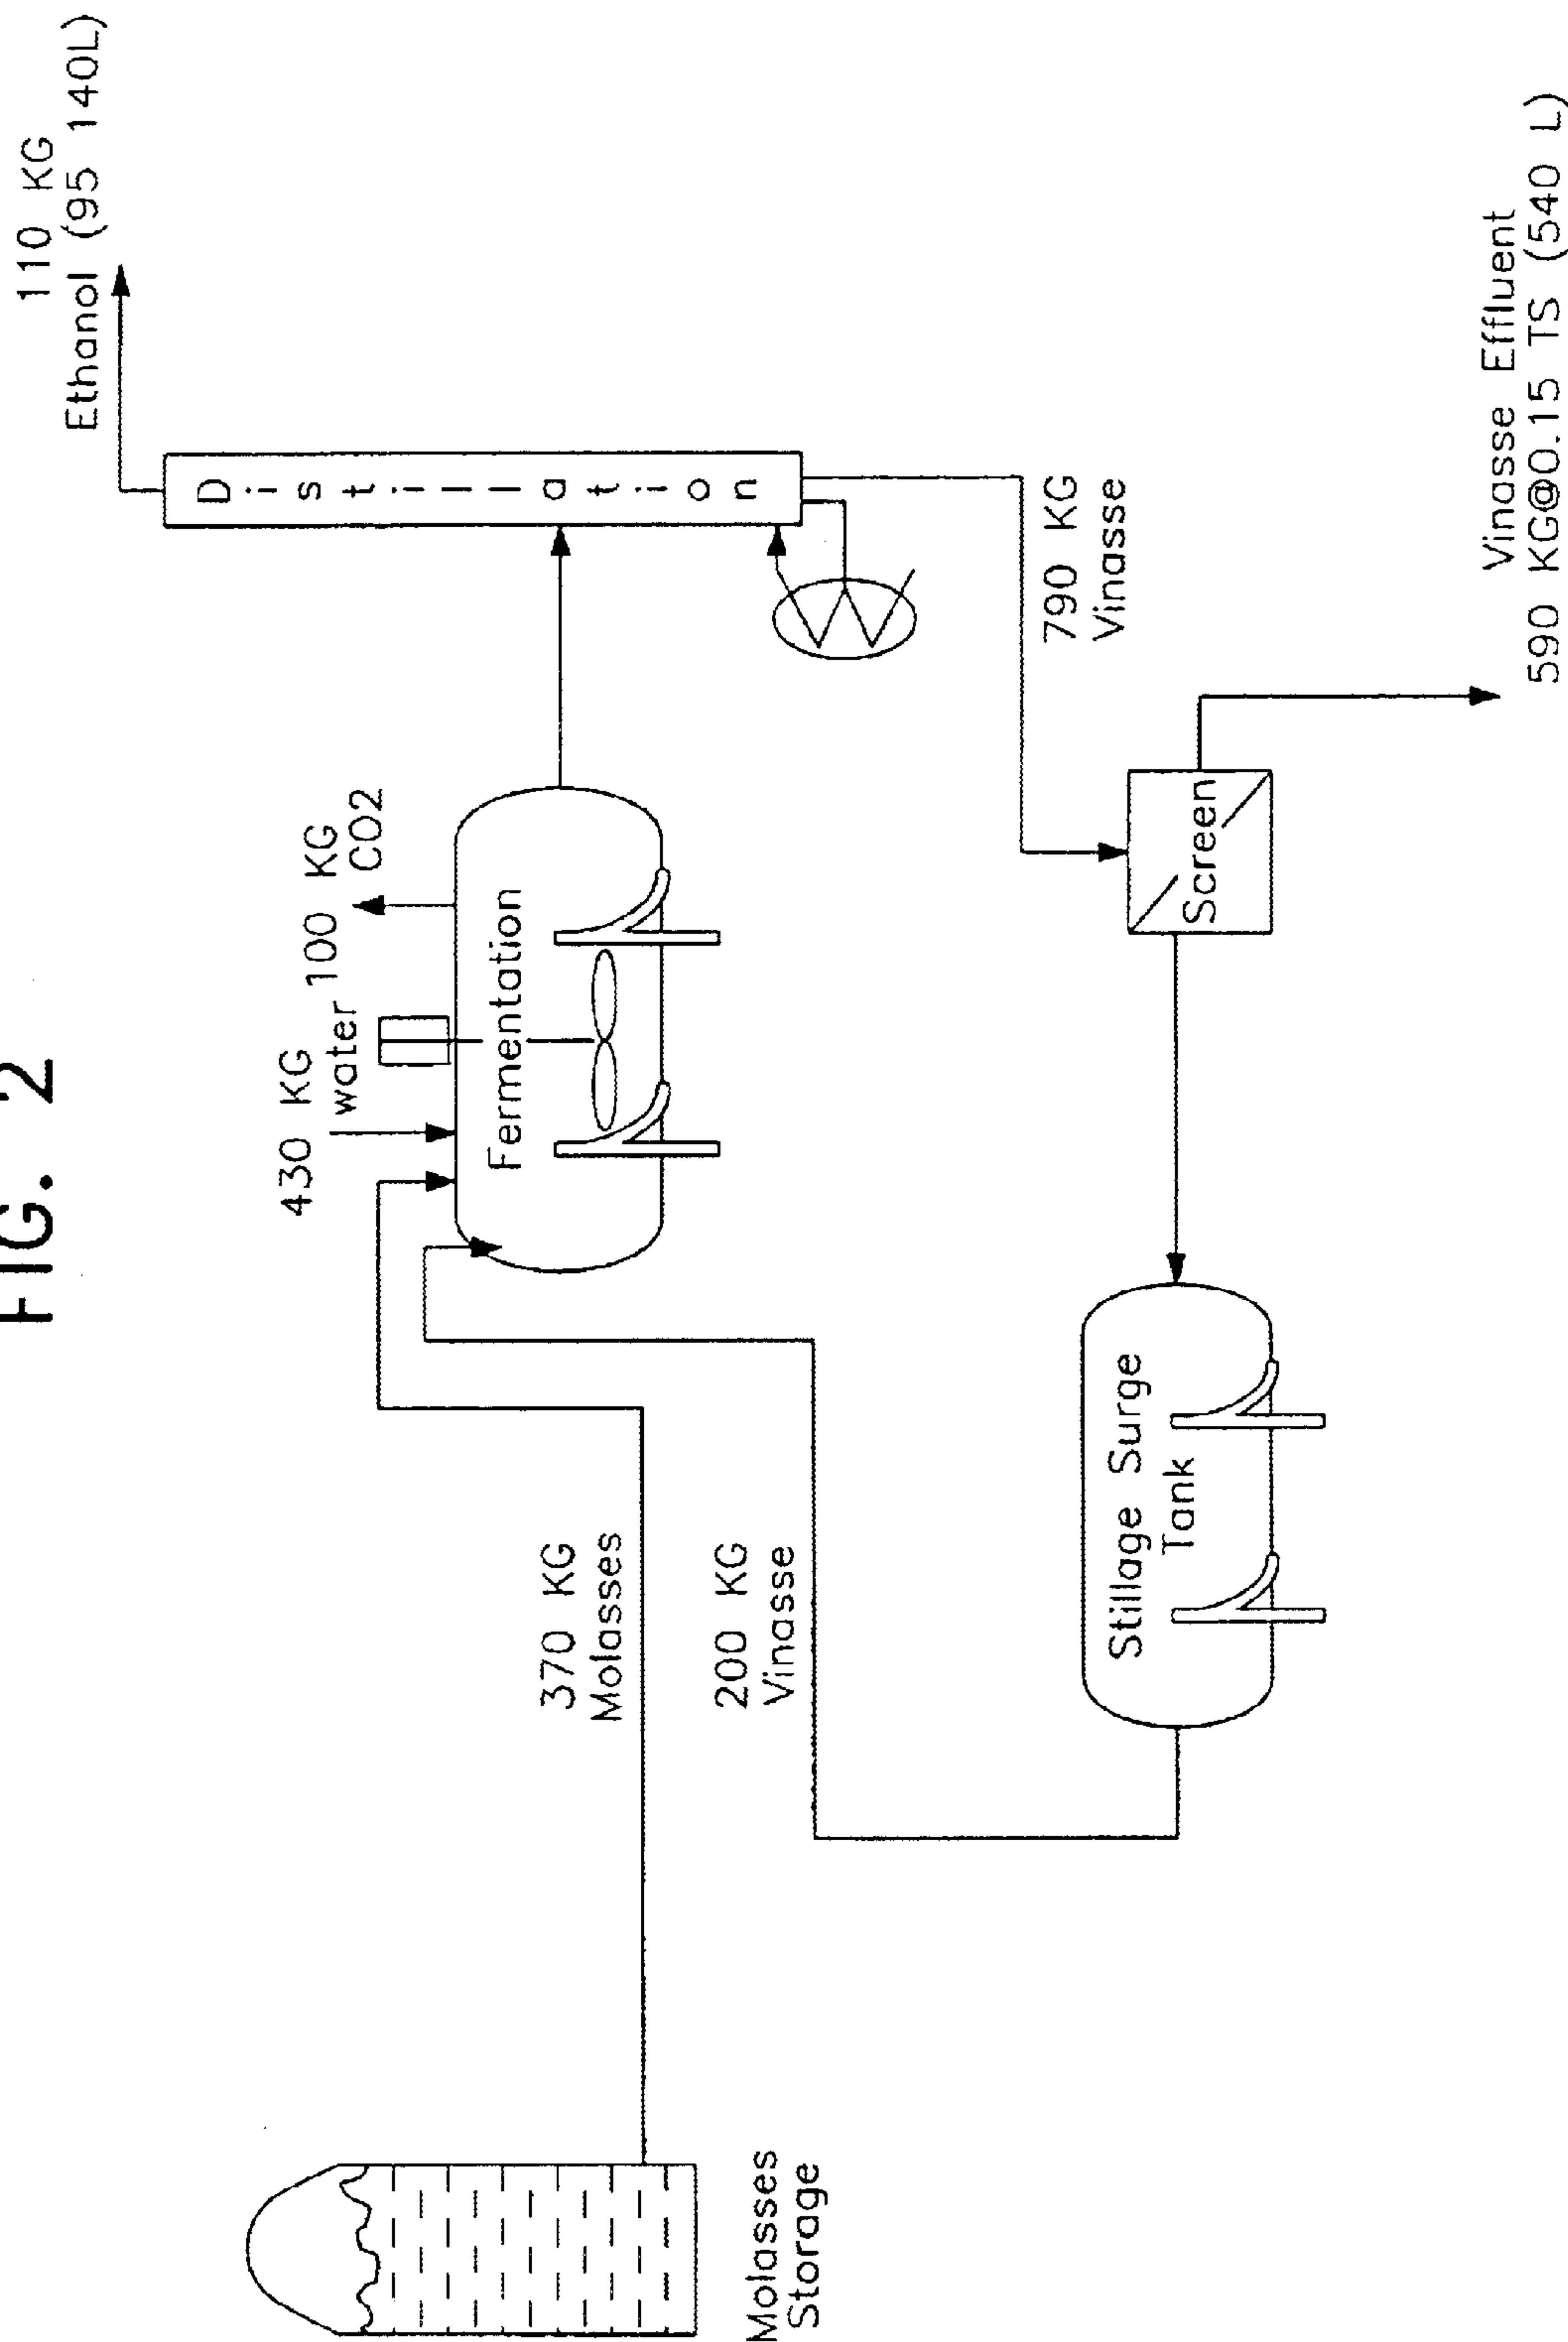 FIG. 2
110 KG
Ethanol (95 140L)
430 KG
water
100 KG
CO2
Fermentation
Distillation
370 KG
Molasses
200 KG
Vinasse
790 KG
Vinasse
Molasses
Storage
Stillage Surge
Tank
Screen
Vinasse Effluent
590 KG@0.15 TS (540 L)